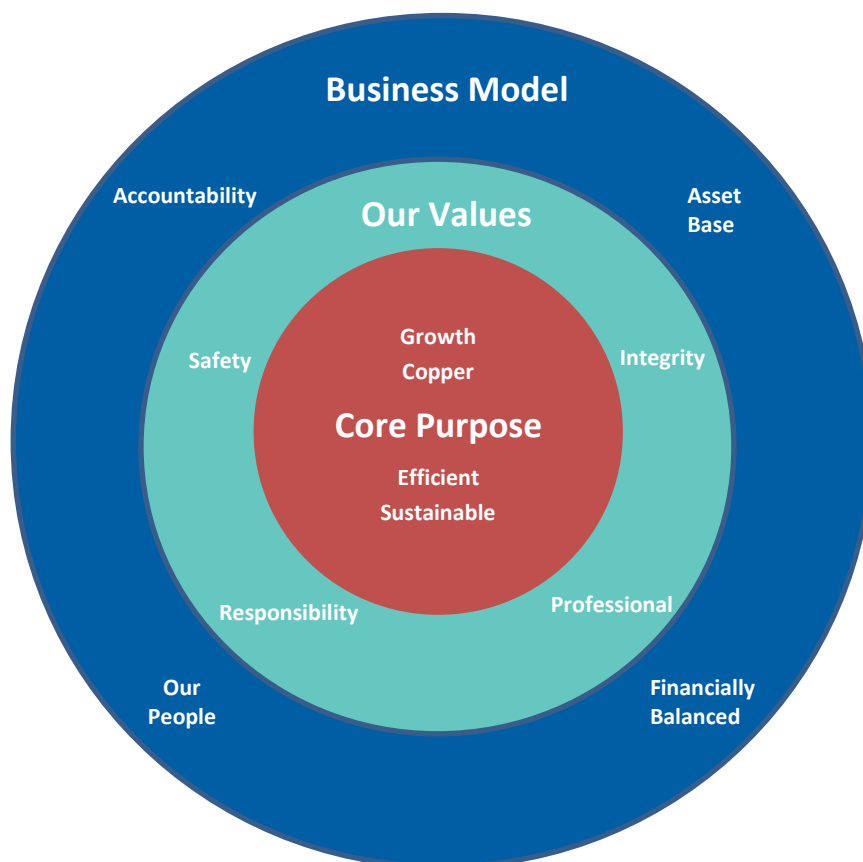 Business Model
Accountability
Asset
Base
Our Values
Safety
Integrity
Growth
Copper
Core Purpose
Efficient
Sustainable
Responsibility
Professional
Our
People
Financially
Balanced